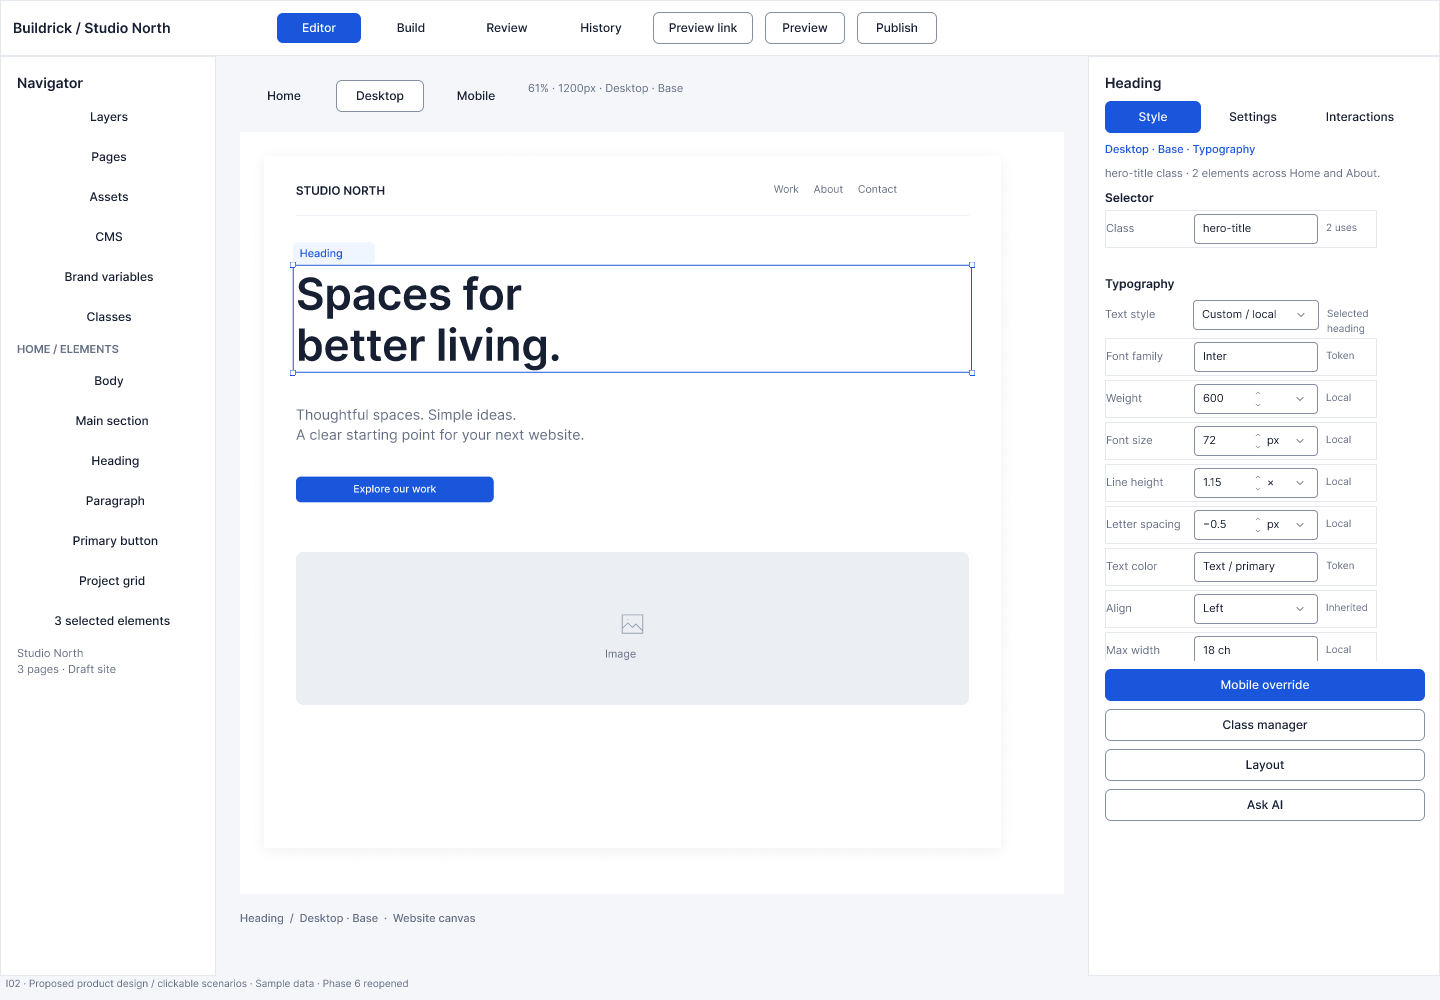 Buildrick / Studio North
Editor
Build
Review
History
Preview link
Preview
Publish
Navigator
Layers
Pages
Assets
CMS
Brand variables
Classes
HOME / ELEMENTS
Body
Main section
Heading
Paragraph
Primary button
Project grid
3 selected elements
Studio North
3 pages · Draft site
Home
Desktop
Mobile
61% · 1200px · Desktop · Base
STUDIO NORTH
Work
About
Contact
Heading
Spaces for
better living.
Thoughtful spaces. Simple ideas.
A clear starting point for your next website.
Explore our work
Image
Heading / Desktop · Base · Website canvas
Heading
Style
Settings
Interactions
Desktop · Base · Typography
hero-title class · 2 elements across Home and About.
Selector
Class
hero-title
2 uses
Typography
Text style
Custom / local
Selected
heading
Font family
Inter
Token
Weight
600
Local
Font size
72
px
Local
Line height
1.15
×
Local
Letter spacing
−0.5
px
Local
Text color
Text / primary
Token
Align
Left
Inherited
Max width
18 ch
Local
Mobile override
Class manager
Layout
Ask AI
I02 · Proposed product design / clickable scenarios · Sample data · Phase 6 reopened